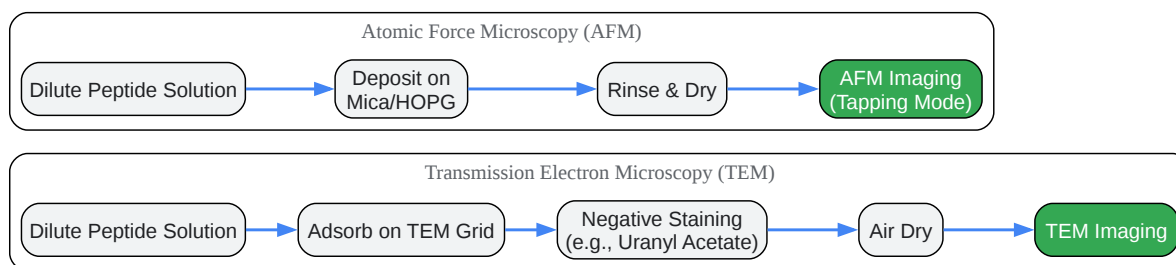 Atomic Force Microscopy (AFM)
Dilute Peptide Solution
Deposit on
Mica/HOPG
Rinse & Dry
AFM Imaging
(Tapping Mode)
Transmission Electron Microscopy (TEM)
Dilute Peptide Solution
Adsorb on TEM Grid
Negative Staining
(e.g., Uranyl Acetate)
Air Dry
TEM Imaging